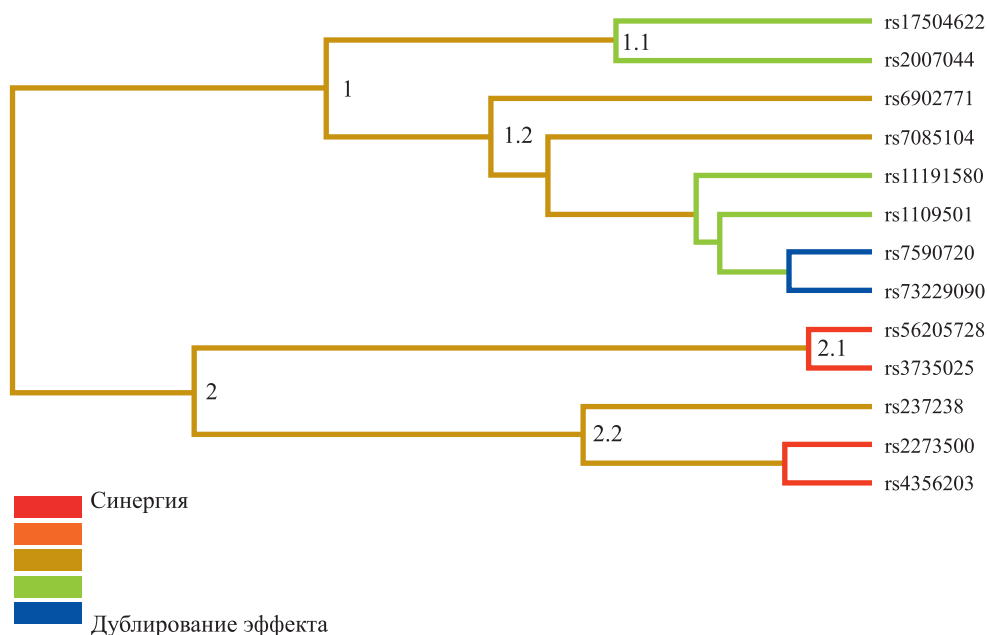 rs17504622
1.1
rs2007044
1
rs6902771
1.2
rs7085104
rs11191580
rs1109501
rs7590720
rs73229090
rs56205728
2.1
rs3735025
2
rs237238
2.2
rs2273500
rs4356203
Синергия
Дублирование эффекта